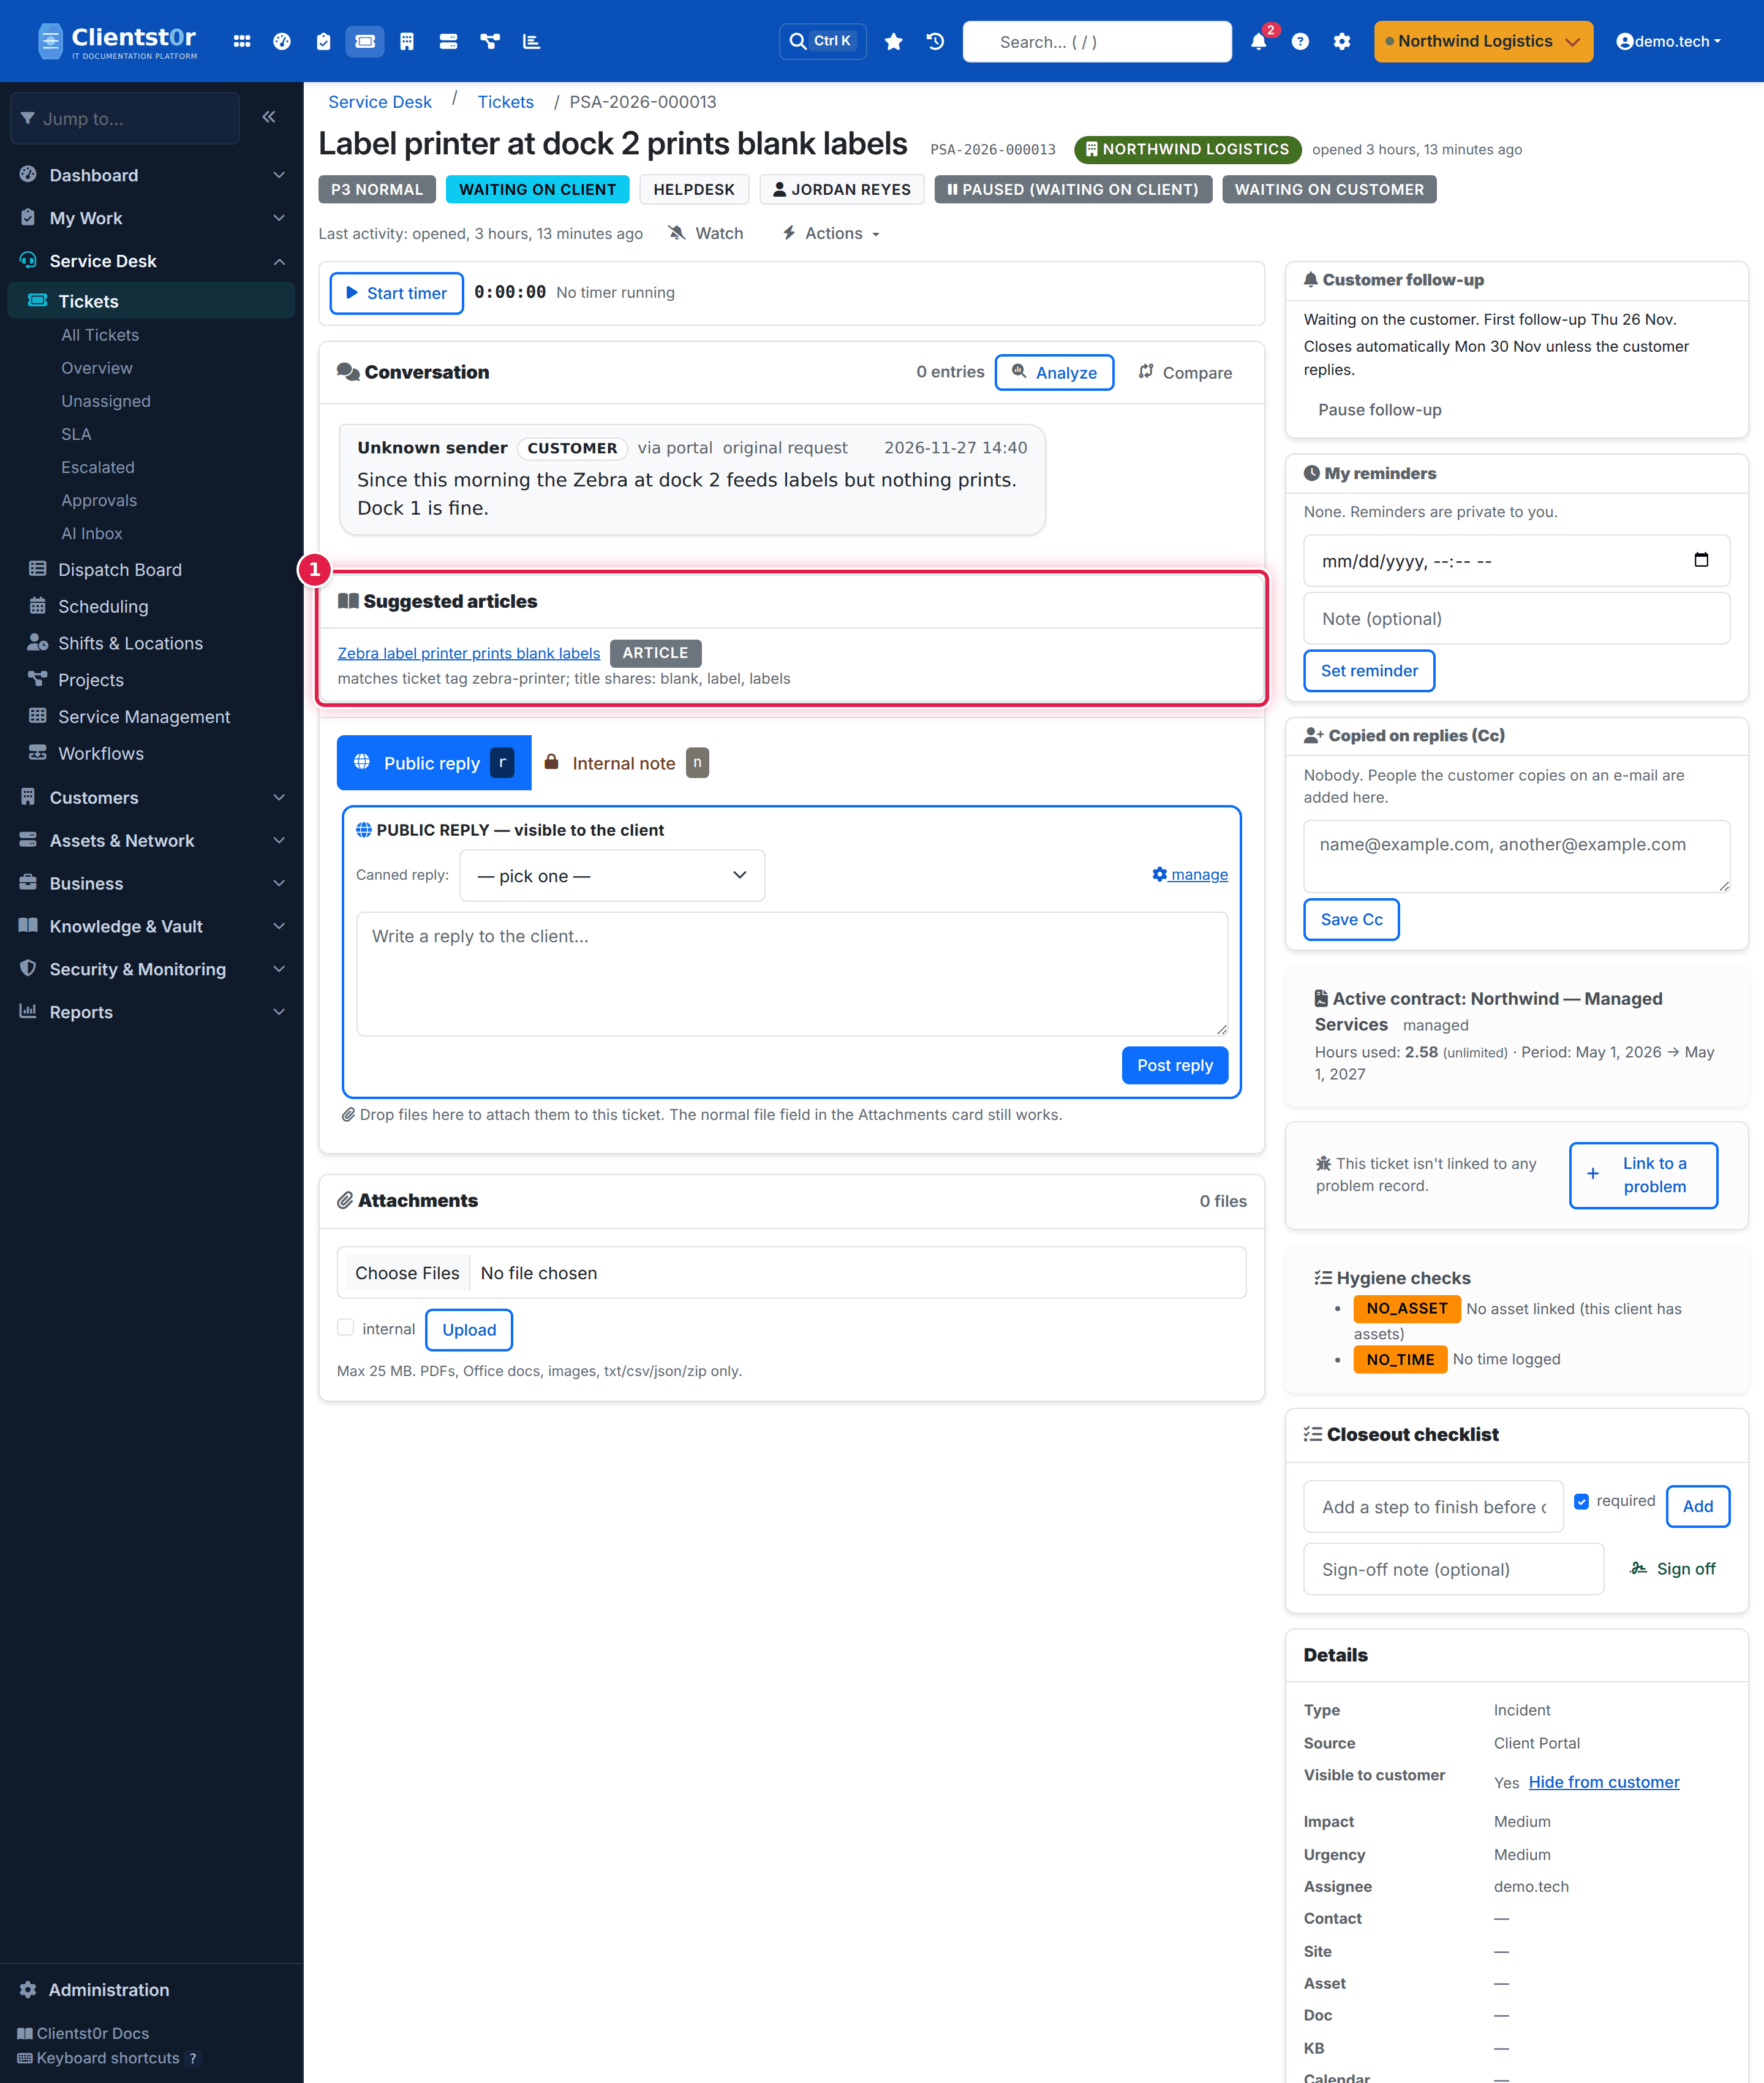 Clientst0r
IT DOCUMENTATION PLATFORM
Ctrl K
Search... ( / )
2
Northwind Logistics
demo.tech
Jump to...
Dashboard
My Work
Service Desk
Tickets
All Tickets
Overview
Unassigned
SLA
Escalated
Approvals
AI Inbox
Dispatch Board
Scheduling
Shifts & Locations
Projects
Service Management
Workflows
Customers
Assets & Network
Business
Knowledge & Vault
Security & Monitoring
Reports
Administration
Clientst0r Docs
Keyboard shortcuts ?
Service Desk / Tickets / PSA-2026-000013
Label printer at dock 2 prints blank labels PSA-2026-000013 NORTHWIND LOGISTICS opened 3 hours, 13 minutes ago
P3 NORMAL WAITING ON CLIENT HELPDESK JORDAN REYES PAUSED (WAITING ON CLIENT) WAITING ON CUSTOMER
Last activity: opened, 3 hours, 13 minutes ago Watch Actions
Start timer 0:00:00 No timer running
Conversation 0 entries Analyze Compare
Unknown sender CUSTOMER via portal original request 2026-11-27 14:40
Since this morning the Zebra at dock 2 feeds labels but nothing prints.
Dock 1 is fine.
1
Suggested articles
Zebra label printer prints blank labels ARTICLE
matches ticket tag zebra-printer; title shares: blank, label, labels
Public reply r Internal note n
PUBLIC REPLY — visible to the client
Canned reply: — pick one — manage
Write a reply to the client...
Post reply
Drop files here to attach them to this ticket. The normal file field in the Attachments card still works.
Attachments 0 files
Choose Files No file chosen
internal Upload
Max 25 MB. PDFs, Office docs, images, txt/csv/json/zip only.
Customer follow-up
Waiting on the customer. First follow-up Thu 26 Nov.
Closes automatically Mon 30 Nov unless the customer
replies.
Pause follow-up
My reminders
None. Reminders are private to you.
mm/dd/yyyy, --:-- --
Note (optional)
Set reminder
Copied on replies (Cc)
Nobody. People the customer copies on an e-mail are
added here.
name@example.com, another@example.com
Save Cc
Active contract: Northwind — Managed
Services managed
Hours used: 2.58 (unlimited) · Period: May 1, 2026 → May
1, 2027
This ticket isn't linked to any
problem record.
Link to a
problem
Hygiene checks
NO_ASSET No asset linked (this client has
assets)
NO_TIME No time logged
Closeout checklist
Add a step to finish before c required Add
Sign-off note (optional) Sign off
Details
Type Incident
Source Client Portal
Visible to customer Yes Hide from customer
Impact Medium
Urgency Medium
Assignee demo.tech
Contact —
Site —
Asset —
Doc —
KB —
Calendar —